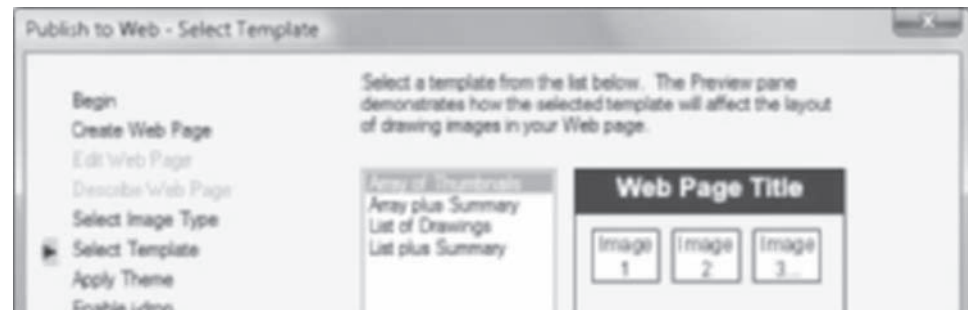 Publish to Web - Select Template
Select a template from the list below. The Preview pane
demonstrates how the selected template will affect the layout
of drawing images in your Web page.
Begin
Create Web Page
Edit Web Page
Describe Web Page
Select Image Type
Select Template
Apply Theme
Enable i-drop
Array of Thumbnails
Array plus Summary
List of Drawings
List plus Summary
Web Page Title
Image 1
Image 2
Image 3...